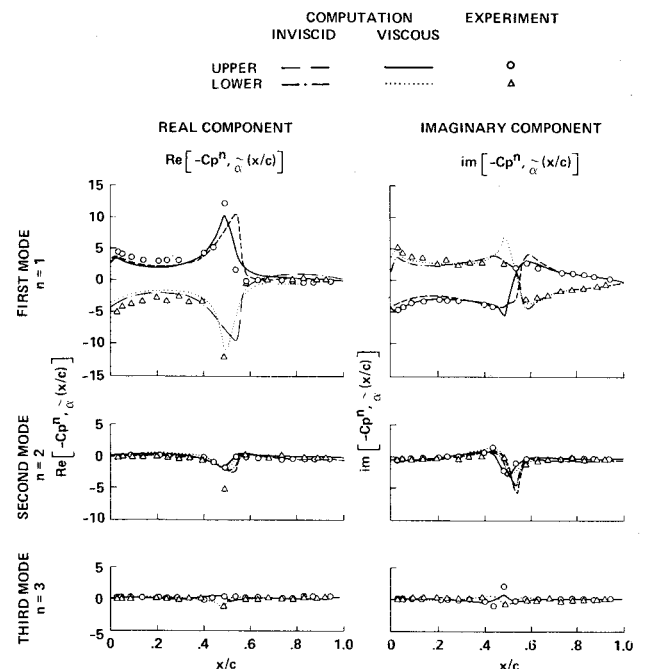 COMPUTATION EXPERIMENT
INVISCID VISCOUS
UPPER
LOWER
REAL COMPONENT IMAGINARY COMPONENT
Re[-Cpⁿ, α̃ (x/c)] im[-Cpⁿ, α̃ (x/c)]
FIRST MODE
n = 1
15
10
5
0
-5
-10
-15
Re[-Cpⁿ, α̃ (x/c)]
im[-Cpⁿ, α̃ (x/c)]
SECOND MODE
n = 2
5
0
-5
-10
THIRD MODE
n = 3
5
0
-5
0 .2 .4 .6 .8 1.0 0 .2 .4 .6 .8 1.0
x/c x/c